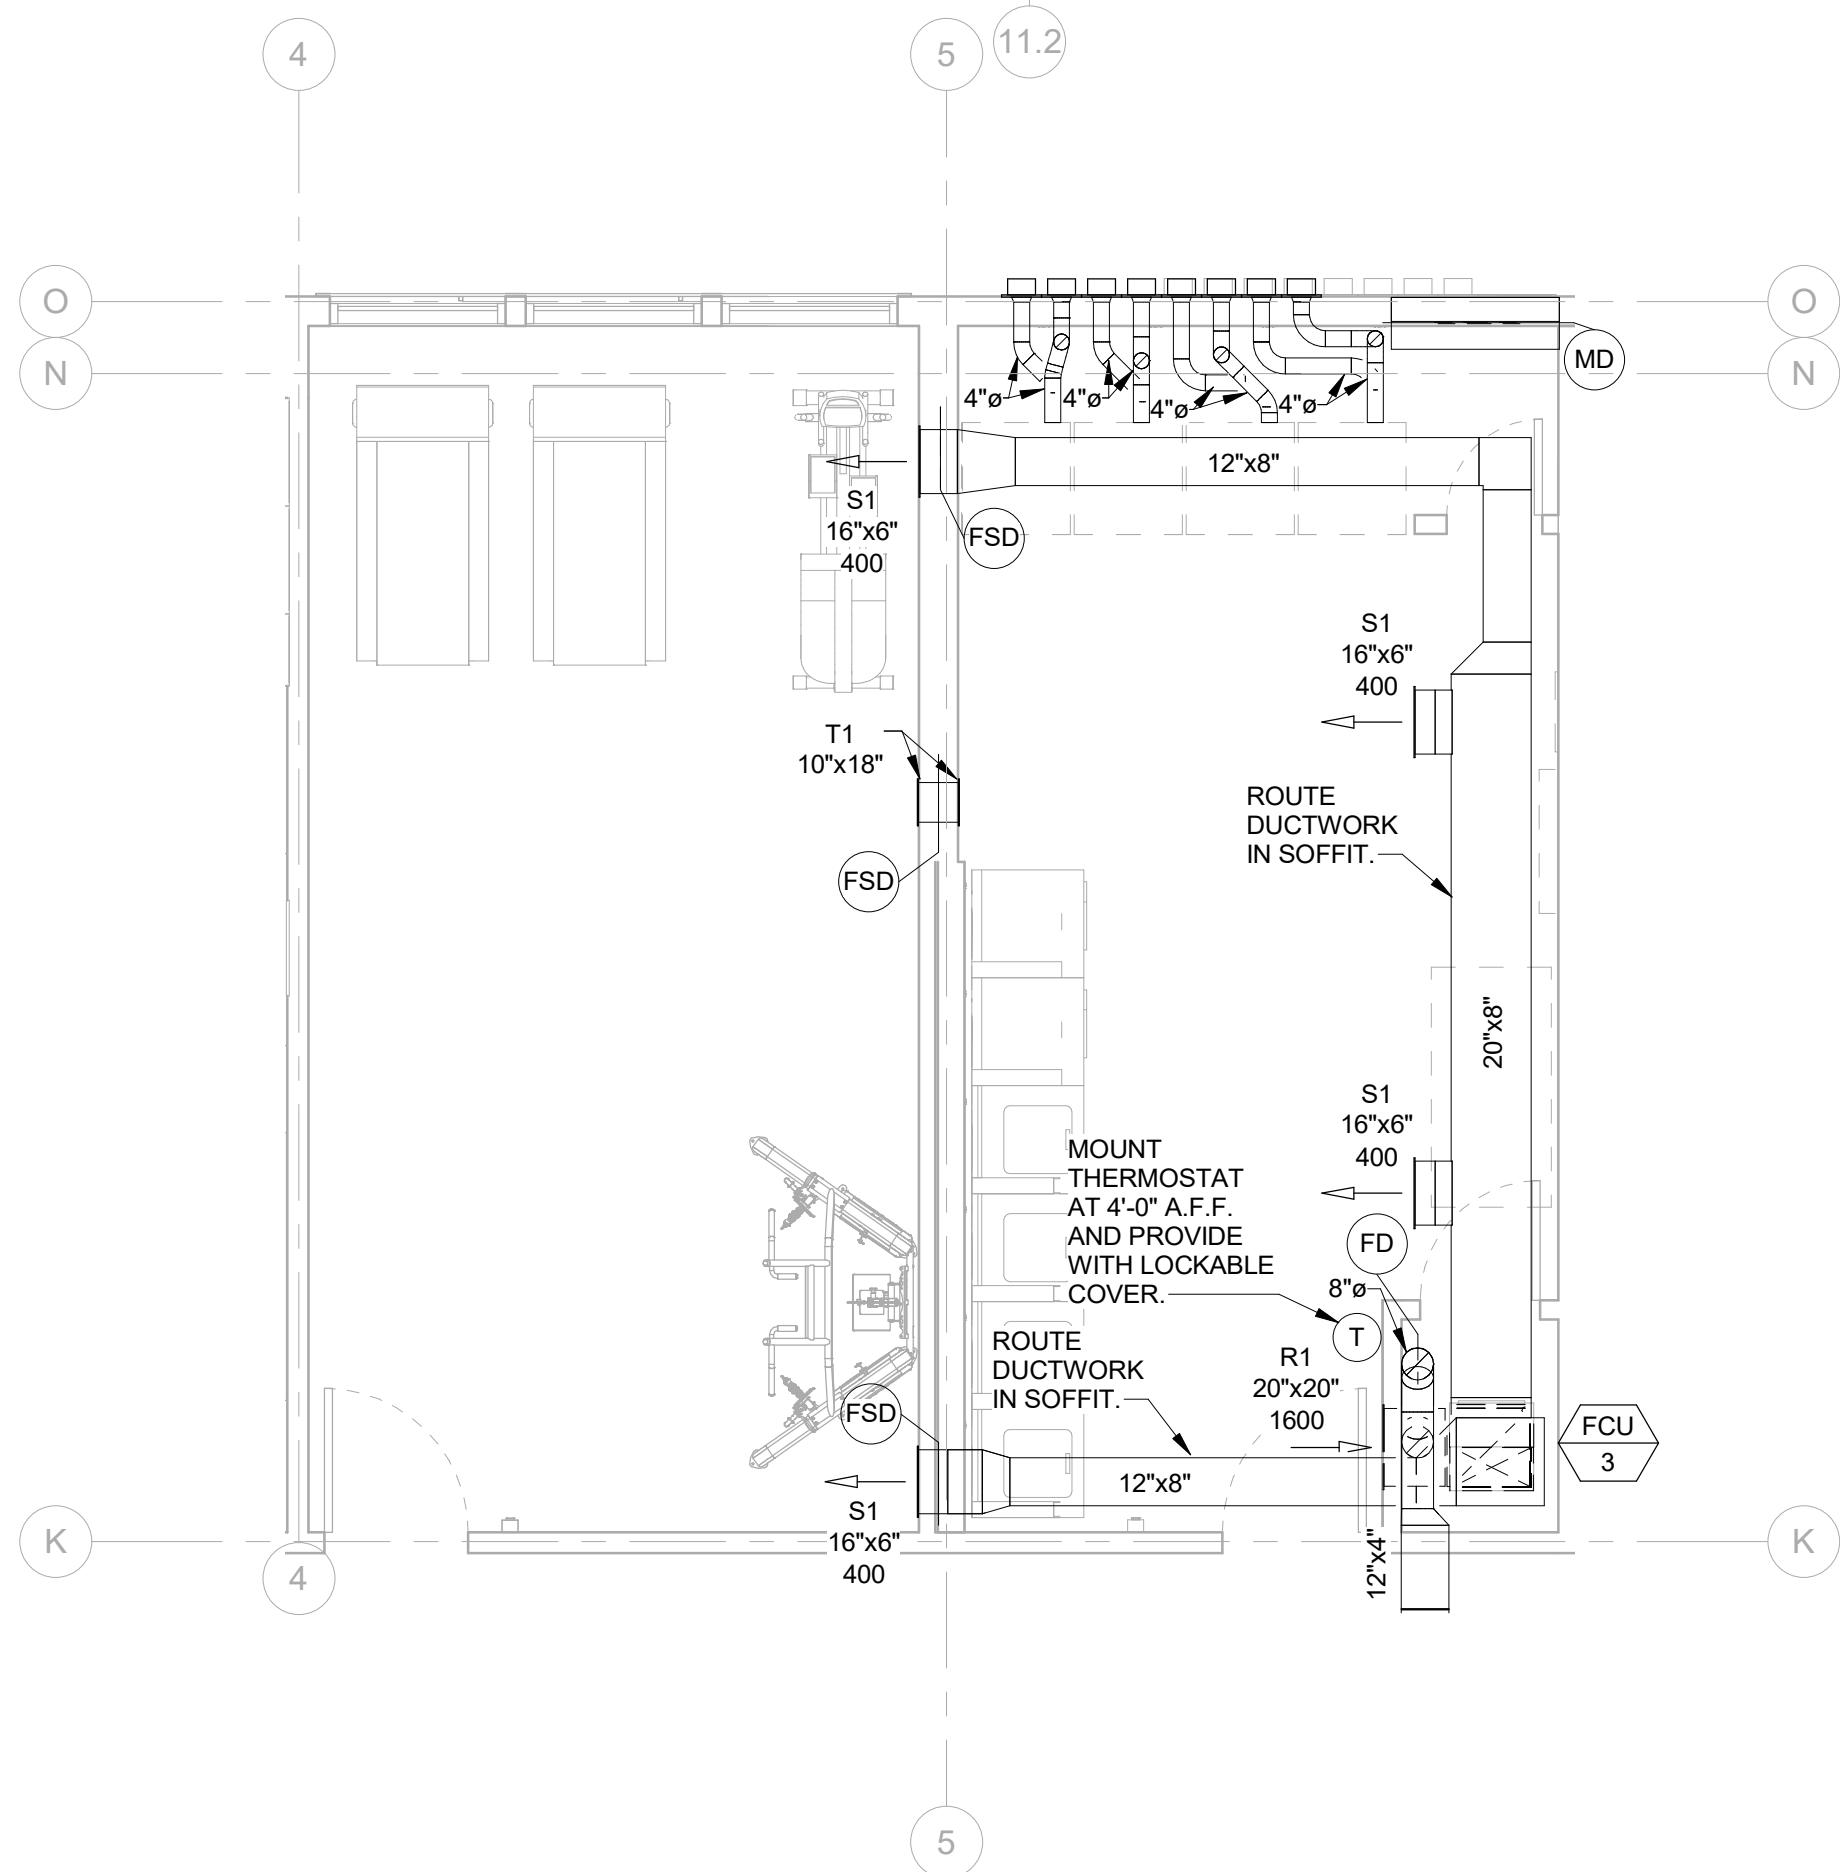 11.2
4
5
O
O
N
N
MD
4"ø
4"ø
4"ø
4"ø
12"x8"
S1
16"x6"
400
FSD
S1
16"x6"
400
T1
10"x18"
FSD
ROUTE
DUCTWORK
IN SOFFIT.
20"x8"
S1
16"x6"
400
MOUNT
THERMOSTAT
AT 4'-0" A.F.F.
AND PROVIDE
WITH LOCKABLE
COVER.
FD
8"ø
T
ROUTE
DUCTWORK
IN SOFFIT.
R1
20"x20"
1600
FSD
FCU
3
12"x8"
S1
16"x6"
400
12"x4"
K
K
4
5